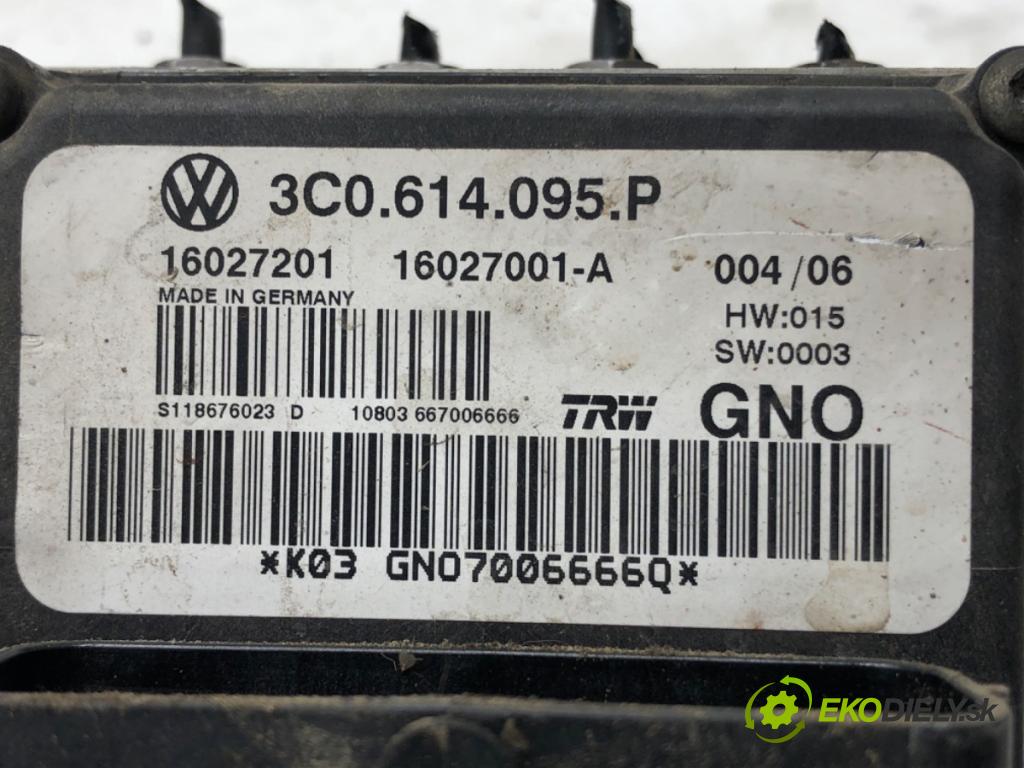 VW 3C0.614.095.P
16027201 16027001-A 004/06
MADE IN GERMANY HW:015
SW:0003
S118676023 D 10803 667006666 TRW GNO
*K03 GNO7006666Q*
EKODIELY.sk